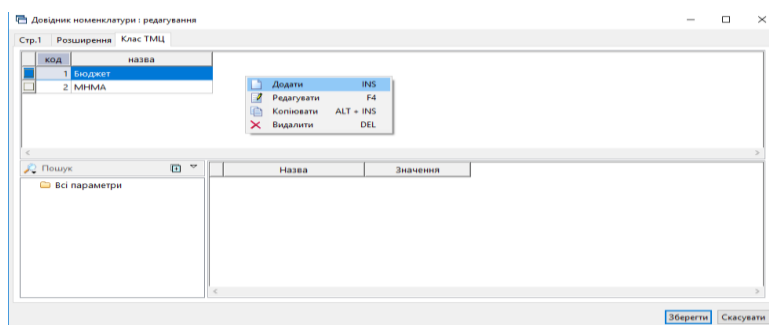 Довідник номенклатури : редагування
Стр.1 Розширення Клас ТМЦ
код назва
1 Бюджет
2 МНМА
Додати INS
Редагувати F4
Копіювати ALT + INS
Видалити DEL
Пошук
Всі параметри
Назва Значення
Зберегти Скасувати